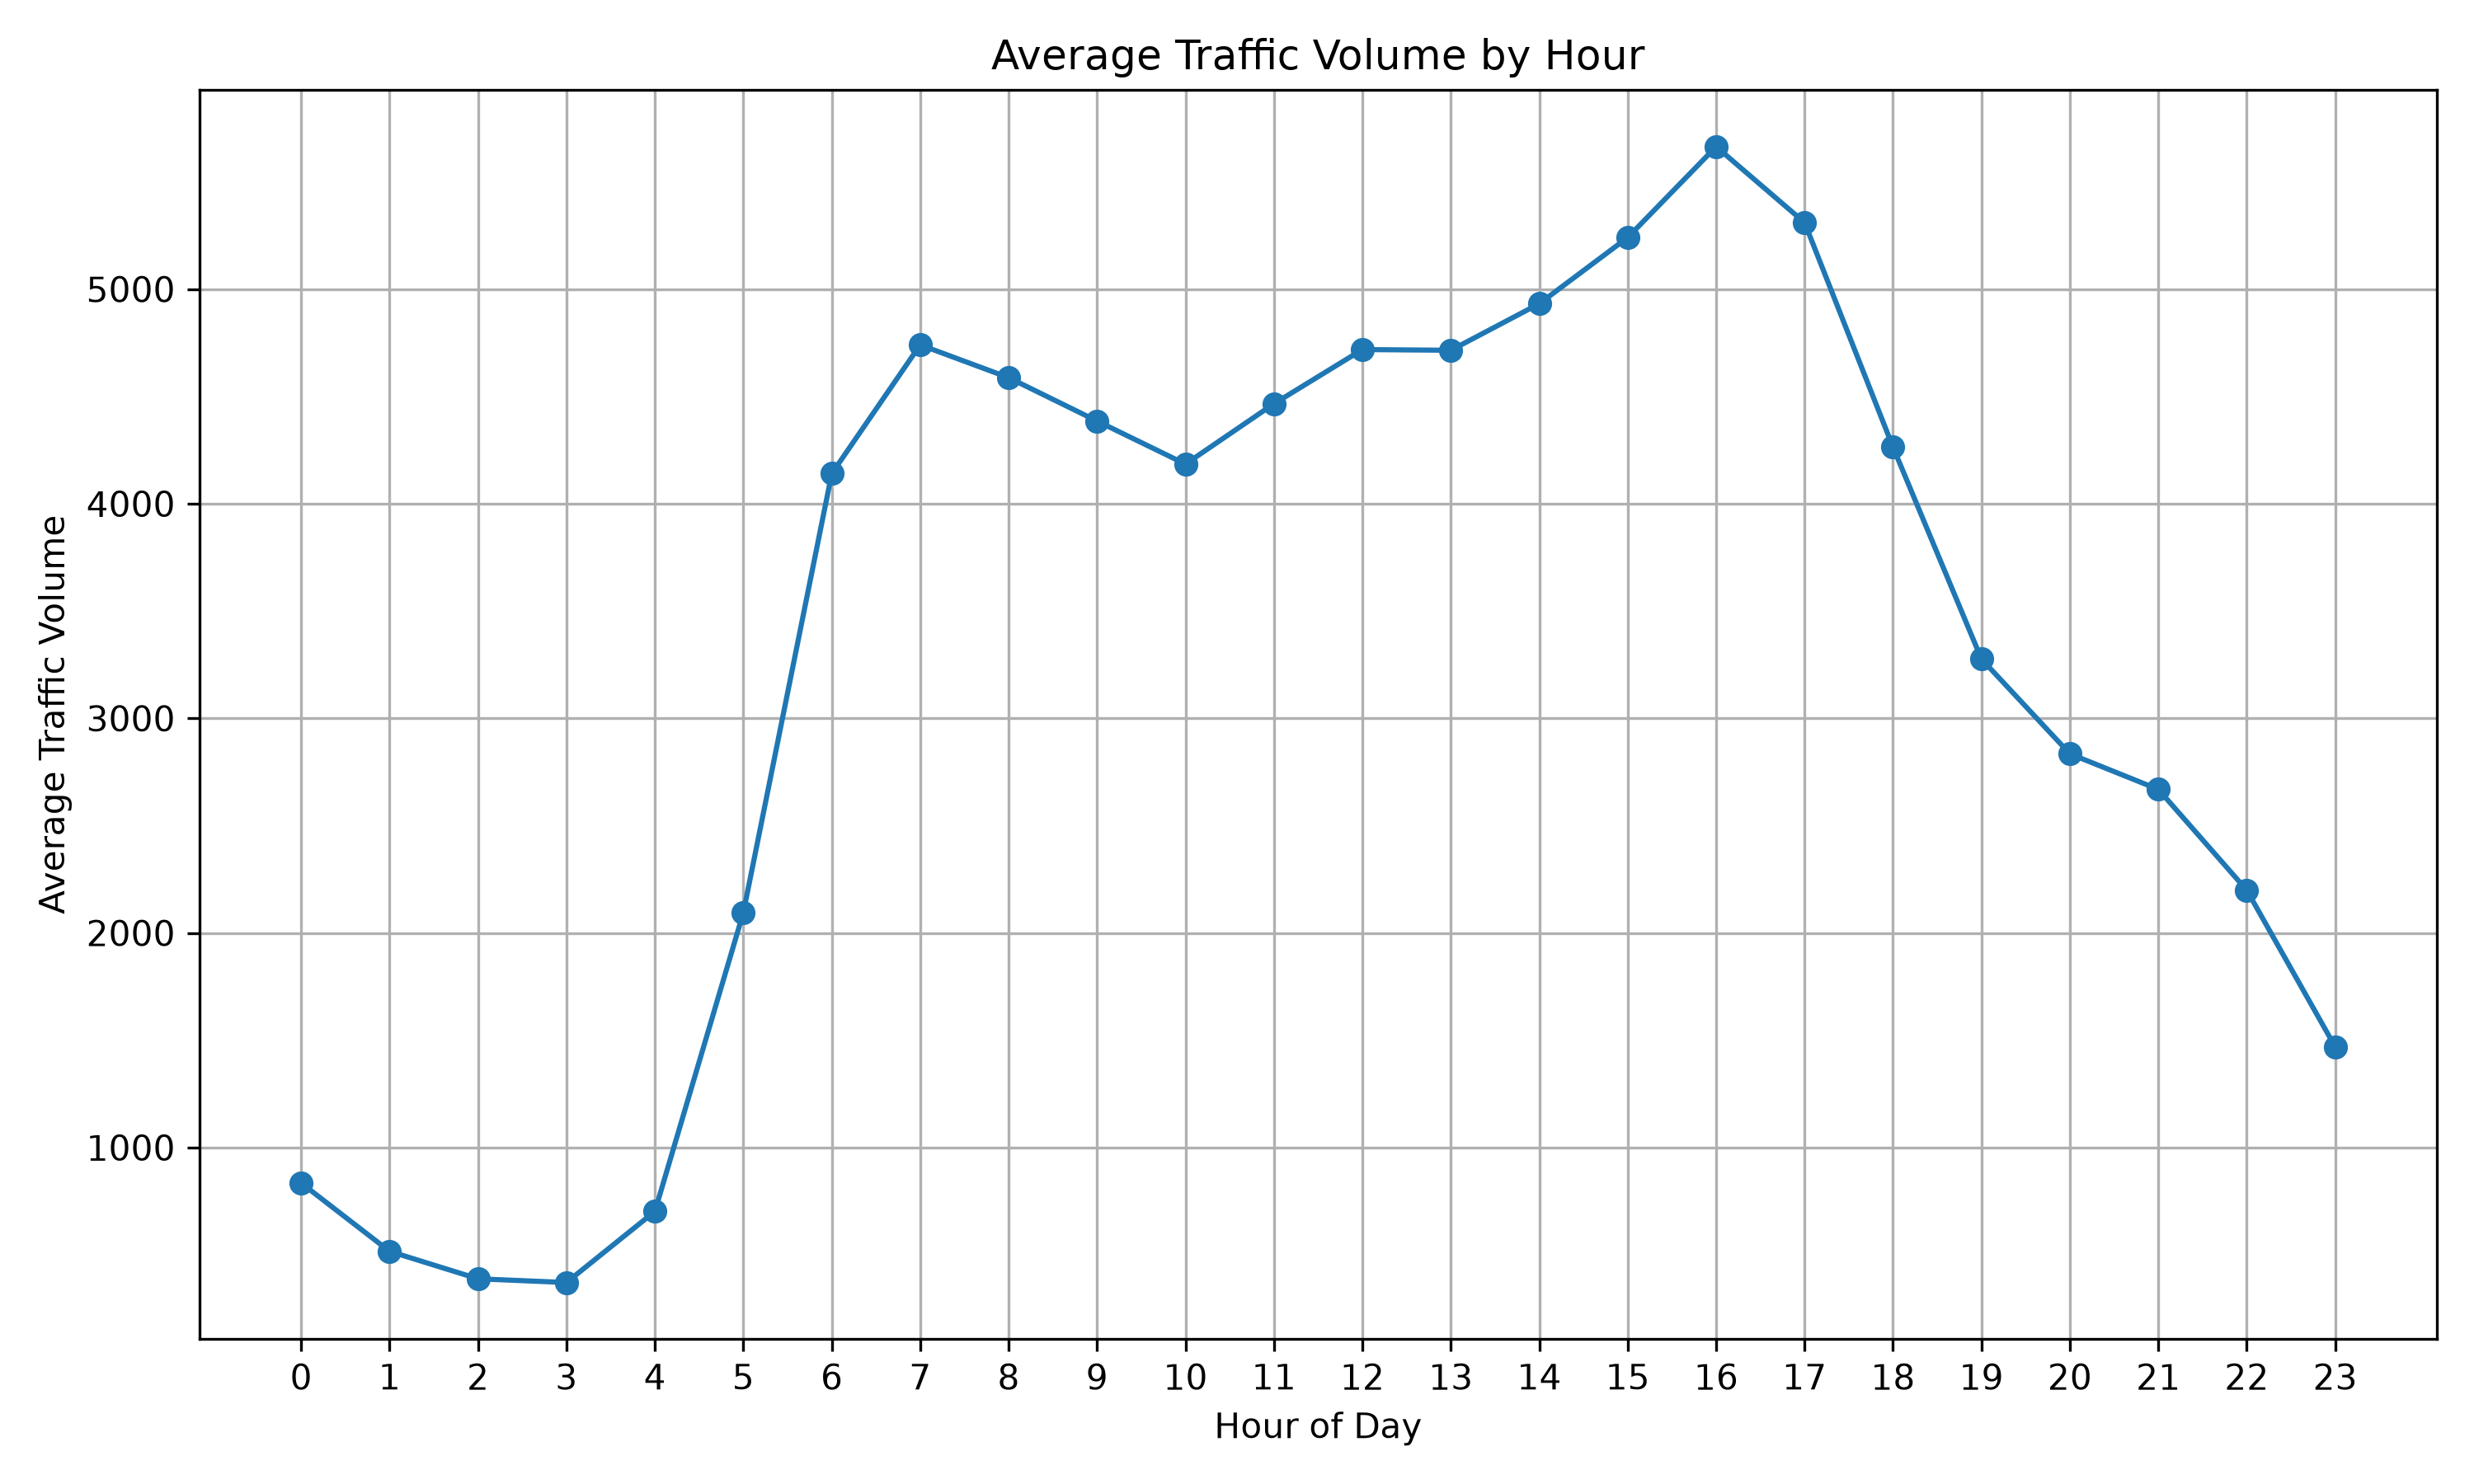 Average Traffic Volume by Hour
Average Traffic Volume
5000
4000
3000
2000
1000
0 1 2 3 4 5 6 7 8 9 10 11 12 13 14 15 16 17 18 19 20 21 22 23
Hour of Day